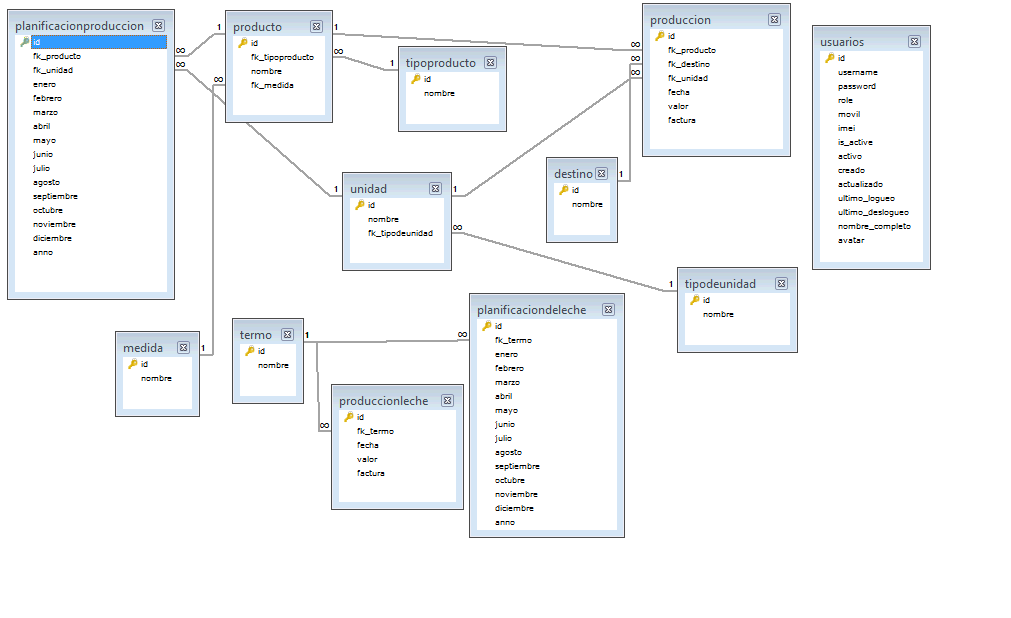 planificacionproduccion
id
fk_producto
fk_unidad
enero
febrero
marzo
abril
mayo
junio
julio
agosto
septiembre
octubre
noviembre
diciembre
anno
∞
∞
1
producto
id
fk_tipoproducto
nombre
fk_medida
1
∞
∞
1
tipoproducto
id
nombre
∞
∞
∞
produccion
id
fk_producto
fk_destino
fk_unidad
fecha
valor
factura
usuarios
id
username
password
role
movil
imei
is_active
activo
creado
actualizado
ultimo_logueo
ultimo_deslogueo
nombre_completo
avatar
destino
id
nombre
1
1
unidad
id
nombre
fk_tipodeunidad
1
∞
1
tipodeunidad
id
nombre
medida
id
nombre
1
termo
id
nombre
1
∞
∞
produccionleche
id
fk_termo
fecha
valor
factura
planificaciondeleche
id
fk_termo
enero
febrero
marzo
abril
mayo
junio
julio
agosto
septiembre
octubre
noviembre
diciembre
anno